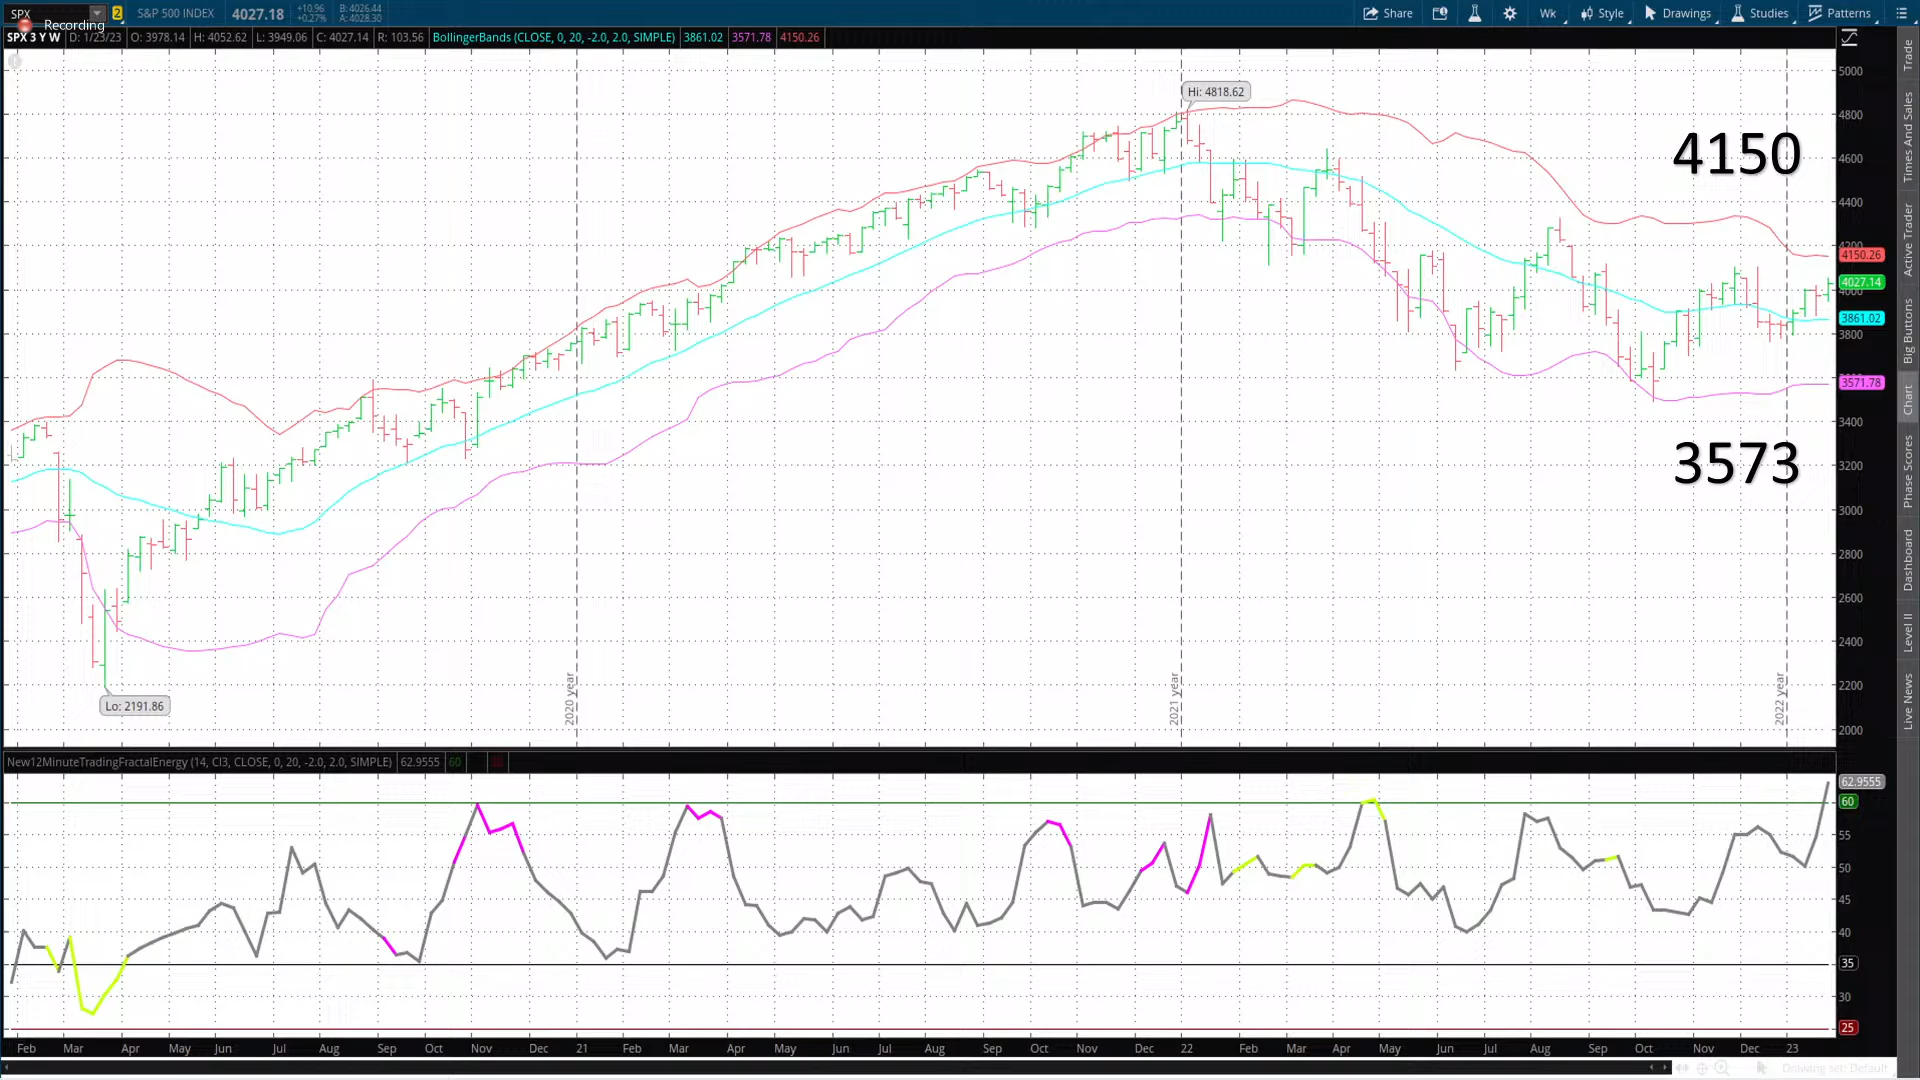 SPX 2 S&P 500 INDEX 4027.18 +10.96 +0.27% B: 4026.44 A: 4028.30 Share Wk Style Drawings Studies Patterns
Recording
SPX 3 Y W D: 1/23/23 O: 3978.14 H: 4052.62 L: 3949.06 C: 4027.14 R: 103.56 BollingerBands (CLOSE, 0, 20, -2.0, 2.0, SIMPLE) 3861.02 3571.78 4150.26
5000
Hi: 4818.62
4800
4150
4600
4400
4200
4150.26
4027.14
4000
3861.02
3800
3571.78
3400
3573
3200
3000
2800
2600
2400
2200
Lo: 2191.86
2000
2020 year
2021 year
2022 year
New12MinuteTradingFractalEnergy (14, CI3, CLOSE, 0, 20, -2.0, 2.0, SIMPLE) 62.9555 60
62.9555
60
55
50
45
40
35
30
25
Feb Mar Apr May Jun Jul Aug Sep Oct Nov Dec 21 Feb Mar Apr May Jun Jul Aug Sep Oct Nov Dec 22 Feb Mar Apr May Jun Jul Aug Sep Oct Nov Dec 23
Drawing set: Default
Trade
Times And Sales
Active Trader
Big Buttons
Chart
Phase Scores
Dashboard
Level II
Live News